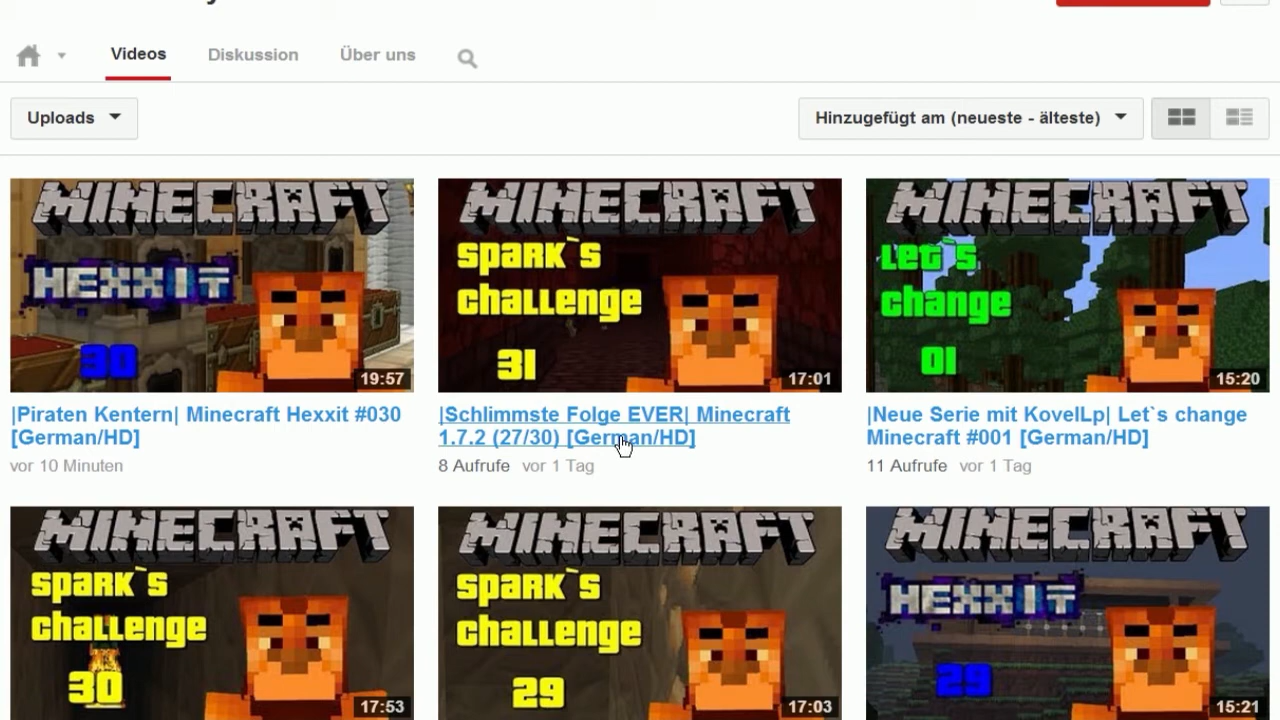 Videos Diskussion Über uns
Uploads Hinzugefügt am (neueste - älteste)
MINECRAFT
HEXXIT
30
19:57
|Piraten Kentern| Minecraft Hexxit #030
[German/HD]
vor 10 Minuten
MINECRAFT
Spark`s
challenge
31
17:01
|Schlimmste Folge EVER| Minecraft
1.7.2 (27/30) [German/HD]
8 Aufrufe vor 1 Tag
MINECRAFT
Let`s
change
01
15:20
|Neue Serie mit KovelLp| Let`s change
Minecraft #001 [German/HD]
11 Aufrufe vor 1 Tag
MINECRAFT
Spark`s
challenge
30
17:53
MINECRAFT
Spark`s
challenge
29
17:03
MINECRAFT
HEXXIT
29
15:21